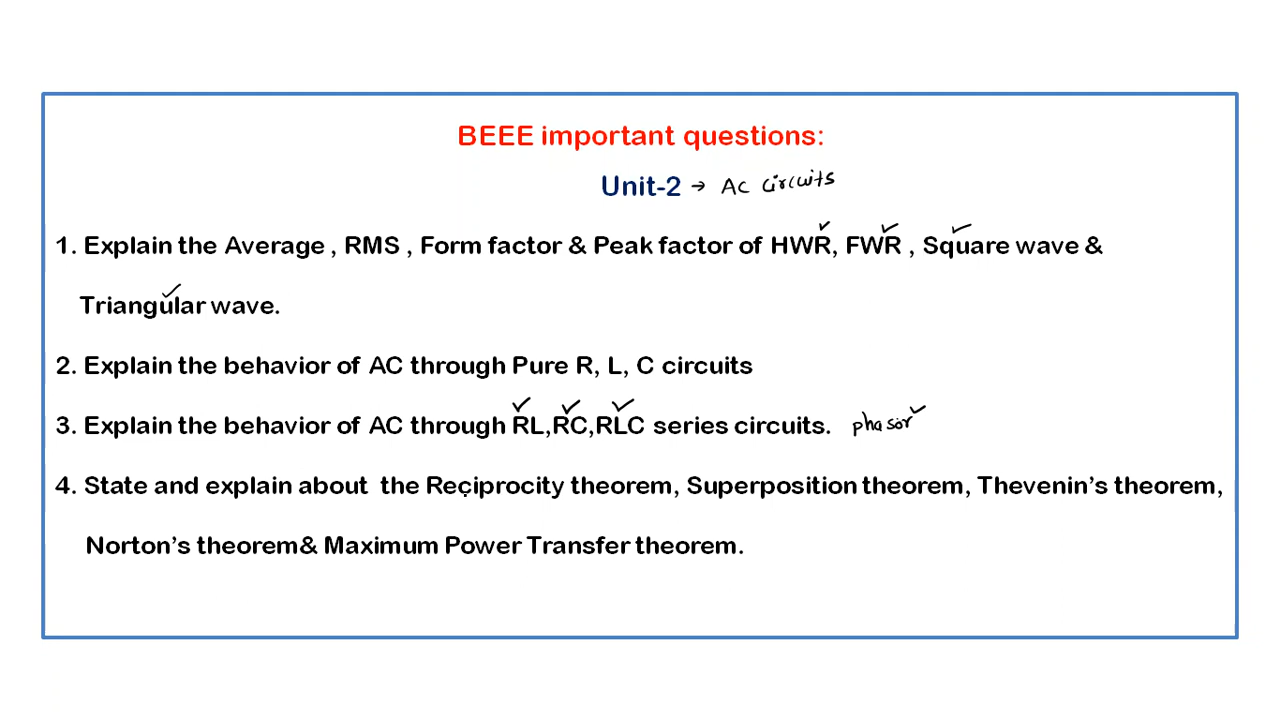 BEEE important questions:
Unit-2 → Ac circuits
1. Explain the Average , RMS , Form factor & Peak factor of HWR, FWR , Square wave &
Triangular wave.
2. Explain the behavior of AC through Pure R, L, C circuits
3. Explain the behavior of AC through RL,RC,RLC series circuits. phasor
4. State and explain about the Reciprocity theorem, Superposition theorem, Thevenin’s theorem,
Norton’s theorem& Maximum Power Transfer theorem.